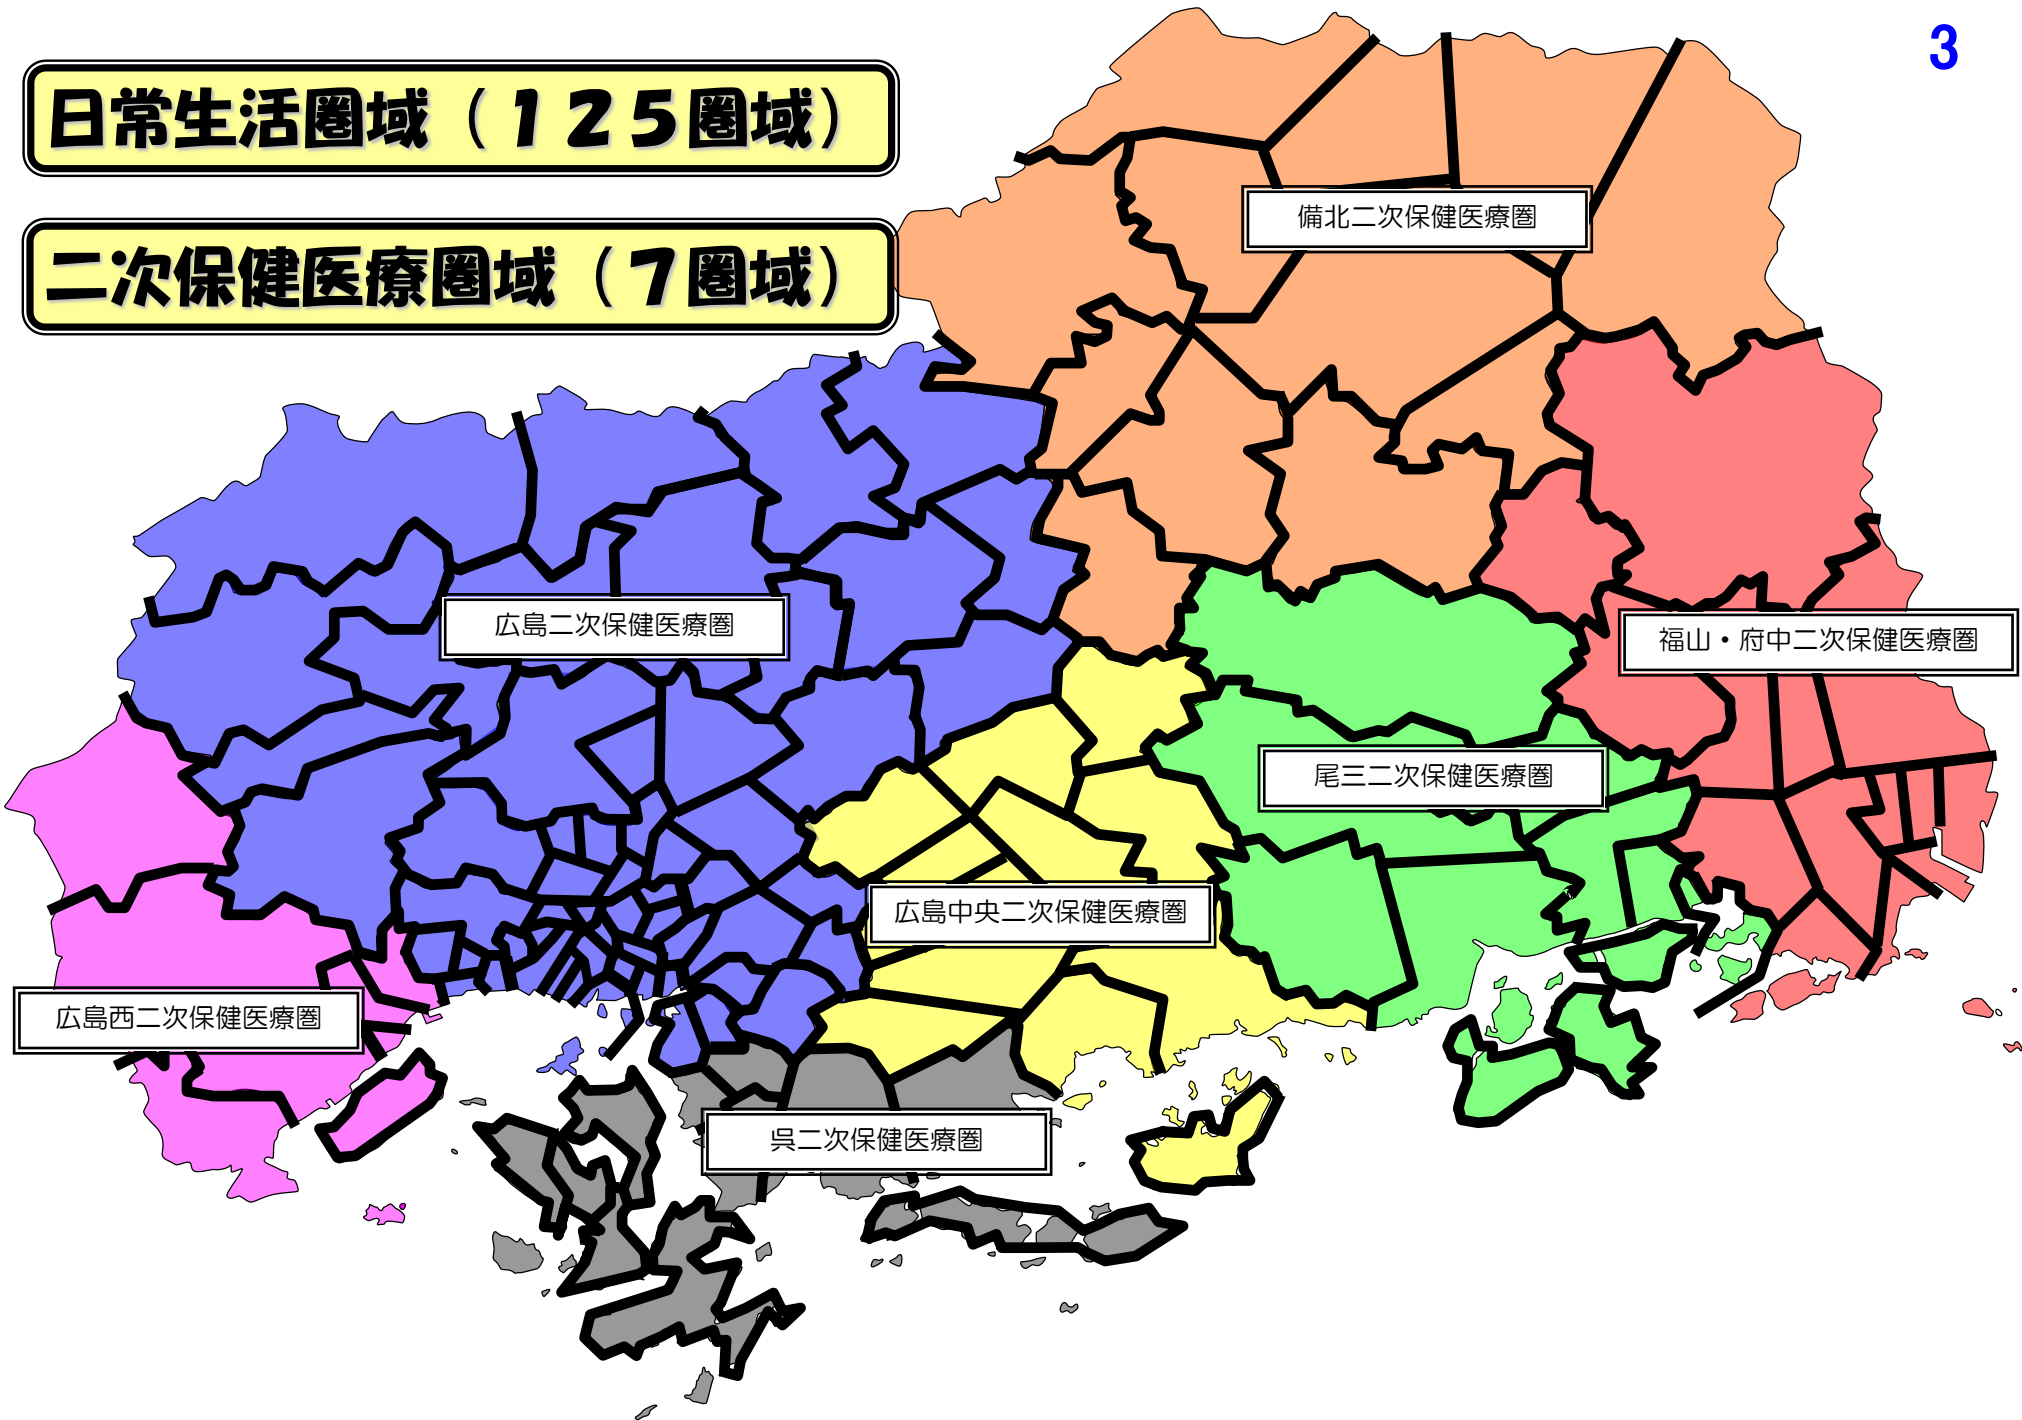 3
日常生活圏域（１２５圏域）
二次保健医療圏域（７圏域）
備北二次保健医療圏
広島二次保健医療圏
福山・府中二次保健医療圏
尾三二次保健医療圏
広島中央二次保健医療圏
広島西二次保健医療圏
呉二次保健医療圏